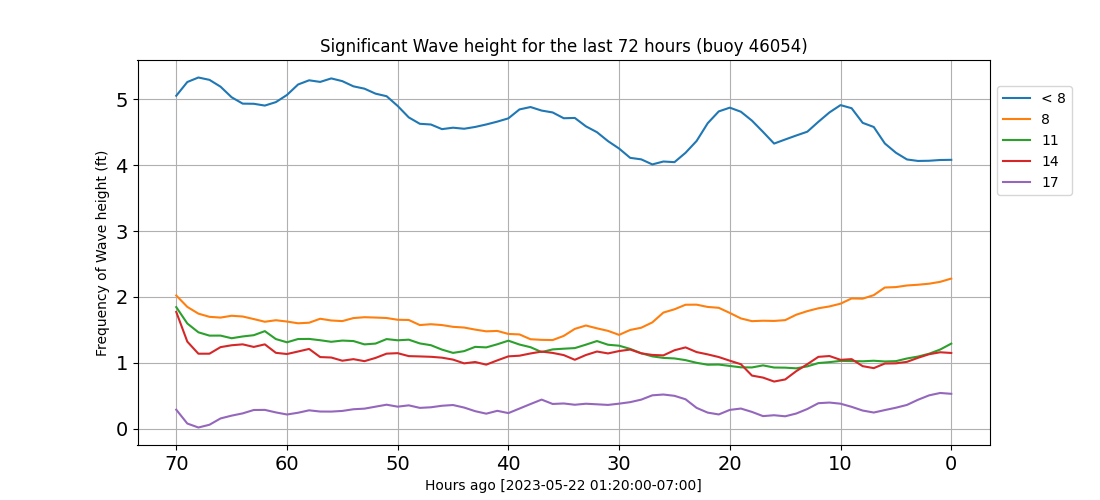 Significant Wave height for the last 72 hours (buoy 46054)
Frequency of Wave height (ft)
5
4
3
2
1
0
70 60 50 40 30 20 10 0
Hours ago [2023-05-22 01:20:00-07:00]
< 8
8
11
14
17